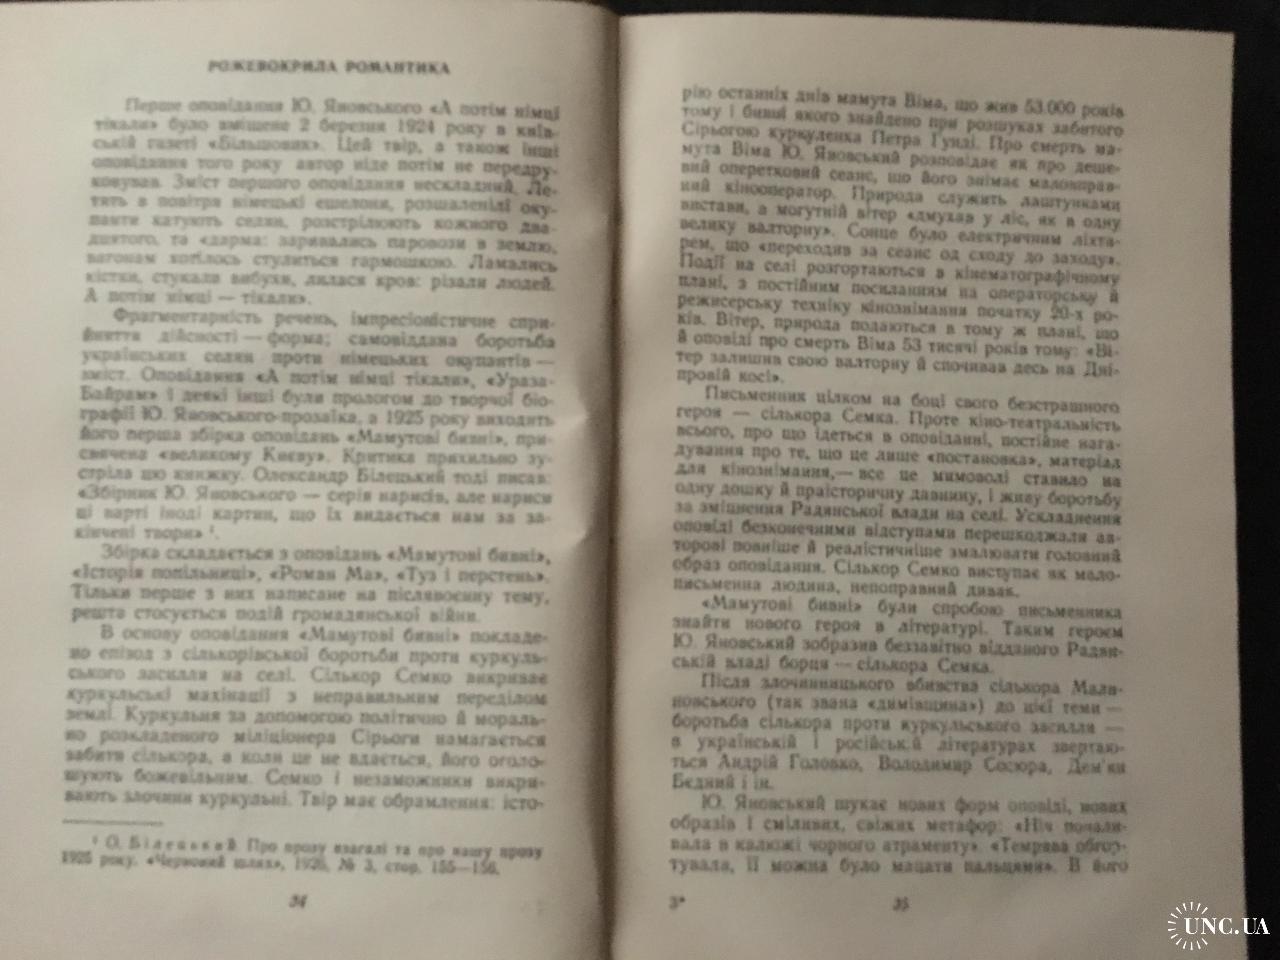 РОЖЕВОКРИЛА РОМАНТИКА
Перше оповідання Ю. Яновського «А потім німці
тікали» було вміщене 2 березня 1924 року в київ-
ській газеті «Більшовик». Цей твір, а також інші
оповідання того року автор ніде потім не передру-
ковував. Зміст першого оповідання нескладний. Ле-
тять в повітря німецькі ешелони, розшаленілі оку-
панти катують селян, розстрілюють кожного два-
дцятого, та «дарма: заривались паровози в землю,
вагонам хотілось стулиться гармошкою. Ламались
кістки, стукали вибухи, лилася кров: різали людей.
А потім німці — тікали».
Фрагментарність речень, імпресіоністичне спри-
йняття дійсності — форма; самовіддана боротьба
українських селян проти німецьких окупантів —
зміст. Оповідання «А потім німці тікали», «Ураза-
Байрам» і деякі інші були прологом до творчої біо-
графії Ю. Яновського-прозаїка, а 1925 року виходить
його перша збірка оповідань «Мамутові бивні», при-
свячена «великому Києву». Критика прихильно зу-
стріла цю книжку. Олександр Білецький тоді писав:
«Збірник Ю. Яновського — серія нарисів, але нариси
ці варті іноді картин, що їх видається нам за за-
кінчені твори» ¹.
Збірка складається з оповідань «Мамутові бивні»,
«Історія попільниці», «Роман Ма», «Туз і перстень».
Тільки перше з них написане на післявоєнну тему,
решта стосується подій громадянської війни.
В основу оповідання «Мамутові бивні» покладе-
но епізод з сількорівської боротьби проти куркуль-
ського засилля на селі. Сількор Семко викриває
куркульські махінації з неправильним переділом
землі. Куркульня за допомогою політично й мораль-
но розкладеного міліціонера Сірьоги намагається
забити сількора, а коли це не вдається, його оголо-
шують божевільним. Семко і незаможники викри-
вають злочини куркульні. Твір має обрамлення: істо-
¹ О. Білецький. Про прозу взагалі та про нашу прозу
1925 року. «Червоний шлях», 1926, № 3, стор. 155—156.
34
рію останніх днів мамута Віма, що жив 53.000 років
тому і бивні якого знайдено при розшуках забитого
Сірьогою куркуленка Петра Гунді. Про смерть ма-
мута Віма Ю. Яновський розповідає як про деше-
вий оперетковий сеанс, що його знімає маловправ-
ний кінооператор. Природа служить лаштунками
вистави, а могутній вітер «дмухав у ліс, як в одну
велику валторну». Сонце було електричним ліхта-
рем, що «переходив за сеанс од сходу до заходу».
Події на селі розгортаються в кінематографічному
плані, з постійним посиланням на операторську й
режисерську техніку кінознімання початку 20-х ро-
ків. Вітер, природа подаються в тому ж плані, що
й оповіді про смерть Віма 53 тисячі років тому: «Ві-
тер залишив свою валторну й спочивав десь на Дні-
провій косі».
Письменник цілком на боці свого безстрашного
героя — сількора Семка. Проте кіно-театральність
всього, про що ідеться в оповіданні, постійне нага-
дування про те, що це лише «постановка», матеріал
для кінознімання,— все це мимоволі ставило на
одну дошку й праісторичну давнину, і живу боротьбу
за зміцнення Радянської влади на селі. Ускладнення
оповіді безконечними відступами перешкоджали ав-
торові повніше й реалістичніше змалювати головний
образ оповідання. Сількор Семко виступає як мало-
письменна людина, непоправний дивак.
«Мамутові бивні» були спробою письменника
знайти нового героя в літературі. Таким героєм
Ю. Яновський зобразив беззавітно відданого Радян-
ській владі борця — сількора Семка.
Після злочинницького вбивства сількора Мали-
новського (так звана «димівщина») до цієї теми —
боротьба сількора проти куркульського засилля —
в українській і російській літературах звертаю-
ться Андрій Головко, Володимир Сосюра, Дем'ян
Бєдний і ін.
Ю. Яновський шукає нових форм оповіді, нових
образів і сміливих, свіжих метафор: «Ніч почали-
вала в калюжі чорного атраменту». «Темрява обгор-
тувала, її можна було мацати пальцями». В його
3*
35
UNC.UA